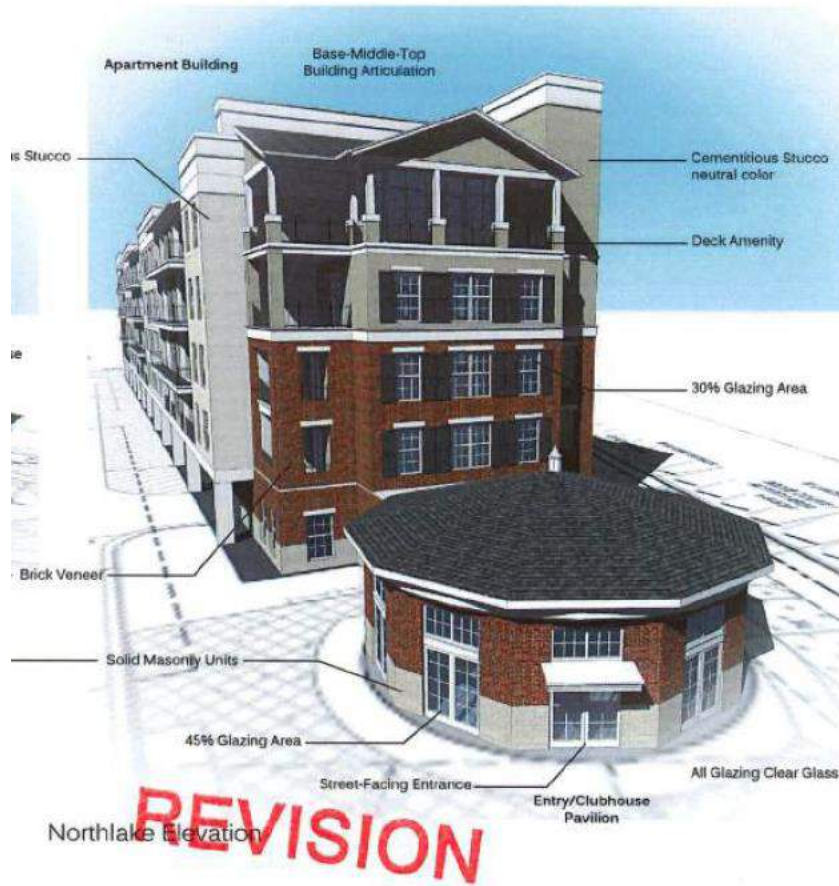 Apartment Building
Base-Middle-Top
Building Articulation
Stucco
Cementitious Stucco
neutral color
Deck Amenity
30% Glazing Area
Brick Veneer
Solid Masonry Units
45% Glazing Area
Street-Facing Entrance
Entry/Clubhouse
Pavilion
All Glazing Clear Glass
REVISION
Northlake Elevation